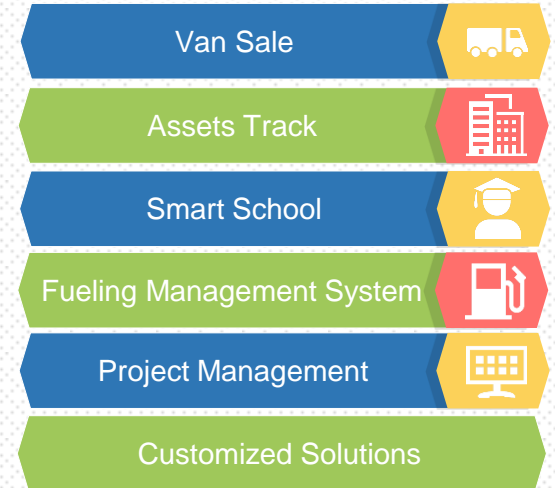 Van Sale
Assets Track
Smart School
Fueling Management System
Project Management
Customized Solutions